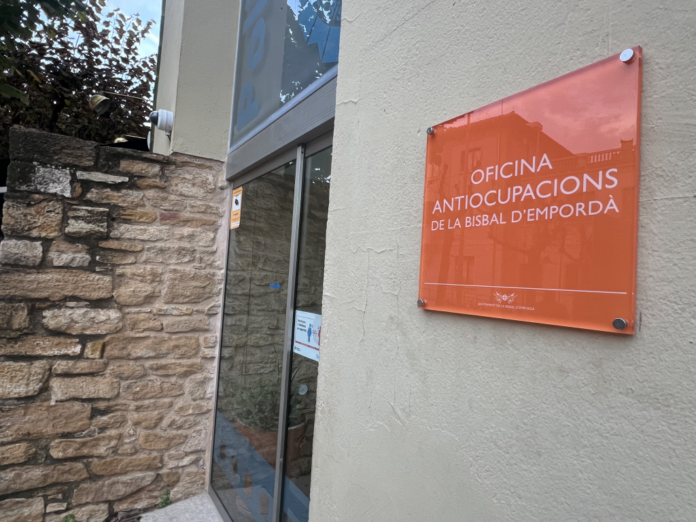 OFICINA
ANTIOCUPACIONS
DE LA BISBAL D'EMPORDÀ